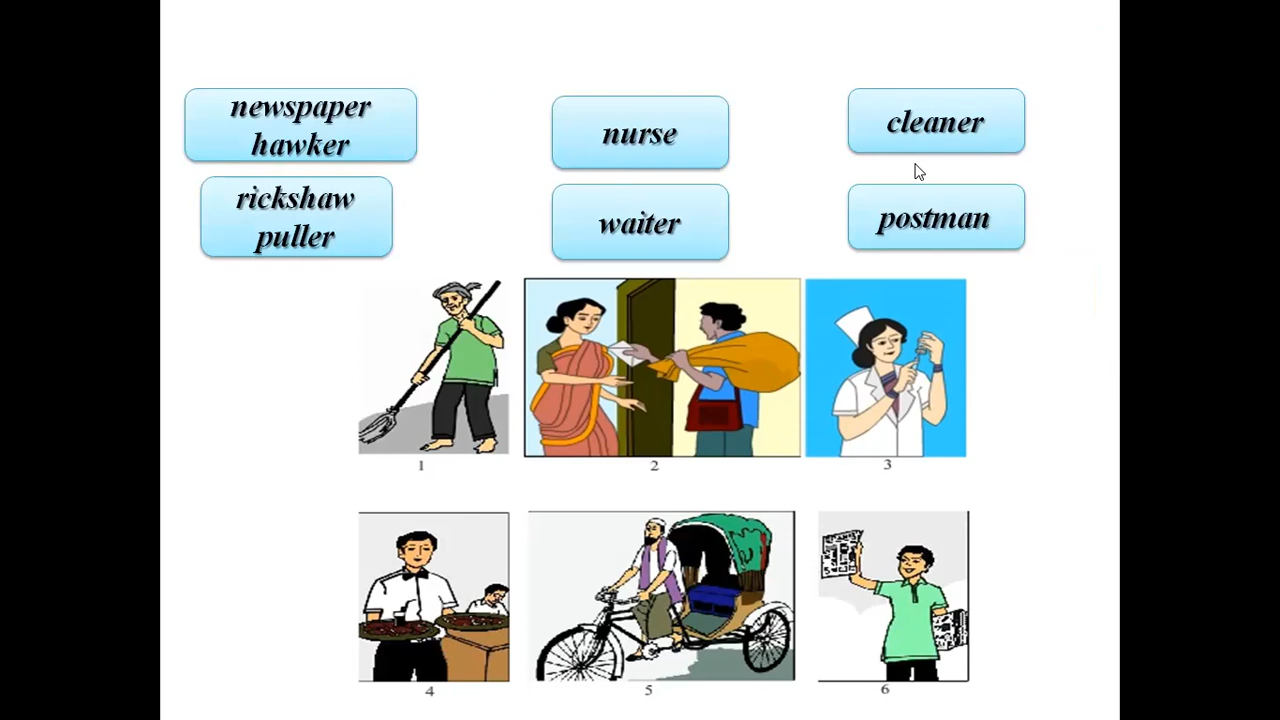 newspaper
hawker
nurse
cleaner
rickshaw
puller
waiter
postman
1
2
3
4
5
6